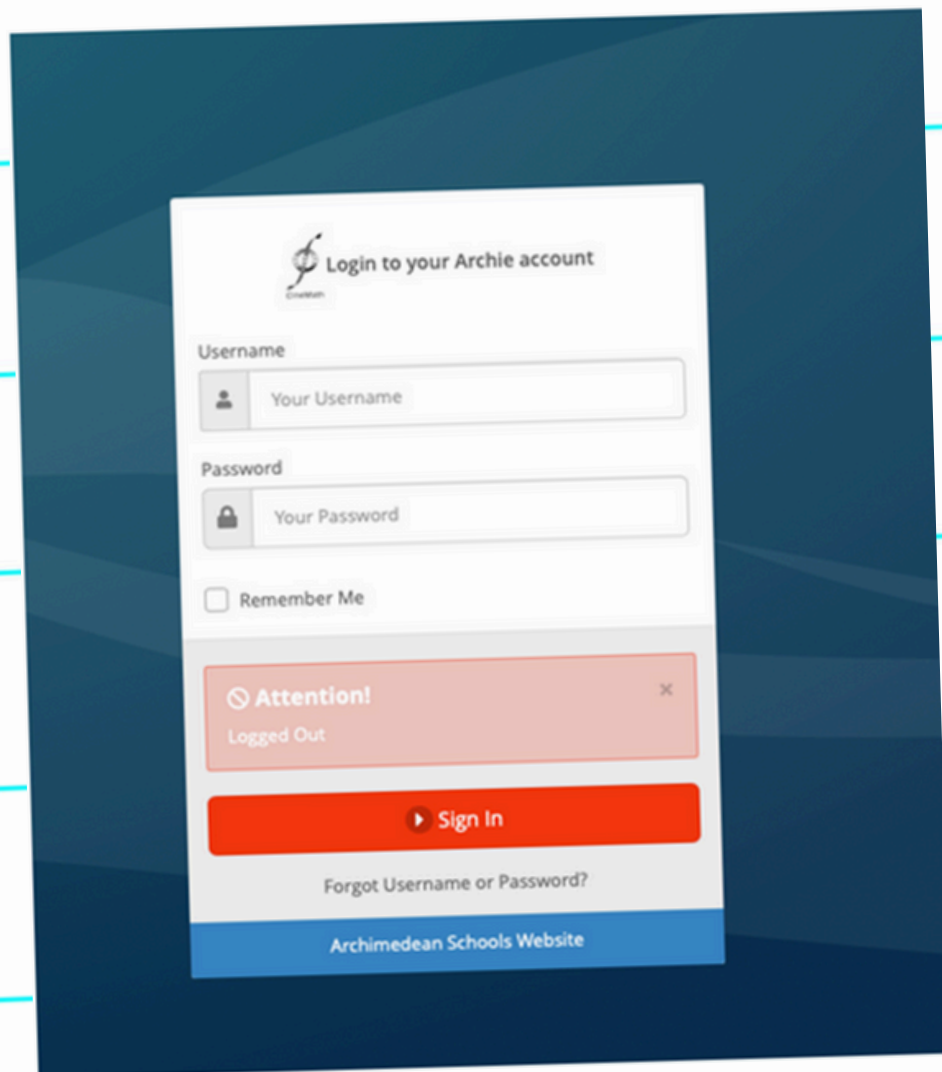 Login to your Archie account
Username
Your Username
Password
Your Password
Remember Me
Attention!
Logged Out
Sign In
Forgot Username or Password?
Archimedean Schools Website